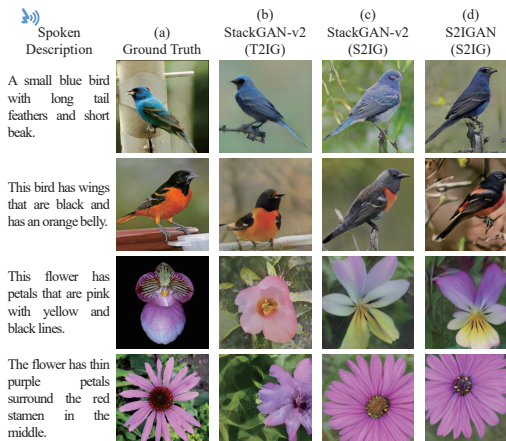 Spoken
Description
(a)
Ground Truth
(b)
StackGAN-v2
(T2IG)
(c)
StackGAN-v2
(S2IG)
(d)
S2IGAN
(S2IG)
A small blue bird
with long tail
feathers and short
beak.
This bird has wings
that are black and
has an orange belly.
This flower has
petals that are pink
with yellow and
black lines.
The flower has thin
purple petals
surround the red
stamen in the
middle.